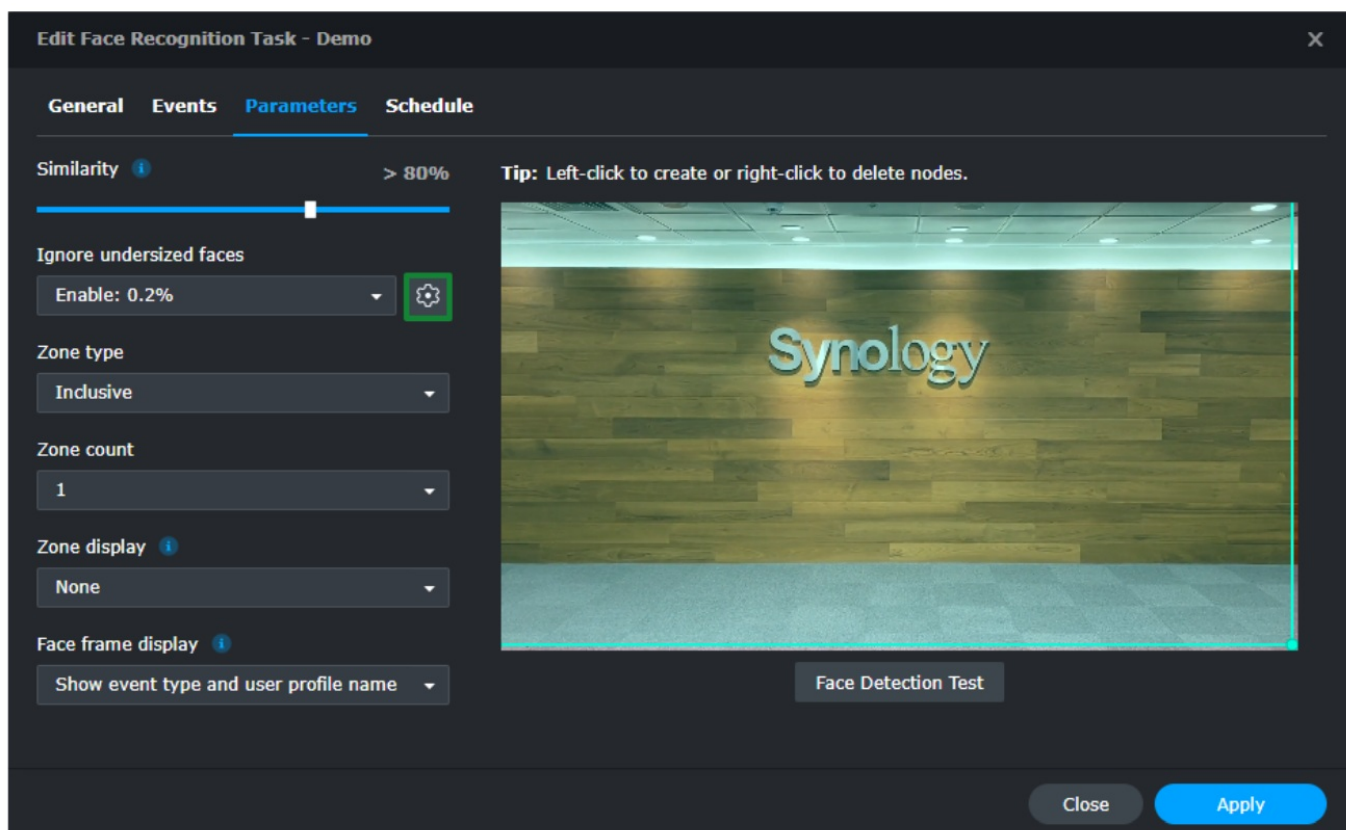 Edit Face Recognition Task - Demo
General Events Parameters Schedule
Similarity > 80%
Tip: Left-click to create or right-click to delete nodes.
Ignore undersized faces
Enable: 0.2%
Zone type
Inclusive
Zone count
1
Zone display
None
Face frame display
Show event type and user profile name
Synology
Face Detection Test
Close Apply